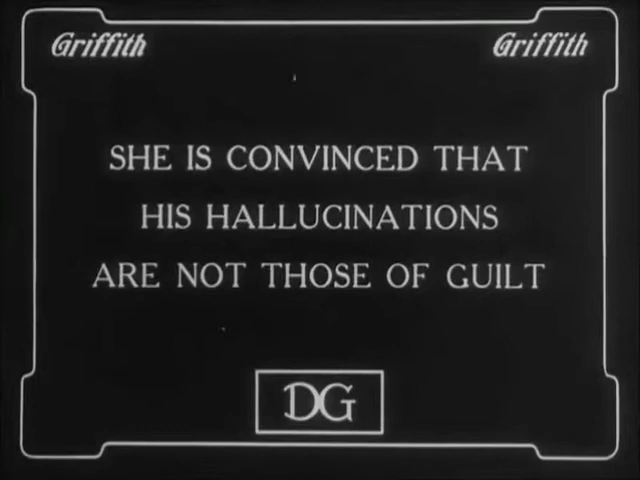 Griffith Griffith
SHE IS CONVINCED THAT
HIS HALLUCINATIONS
ARE NOT THOSE OF GUILT
DG